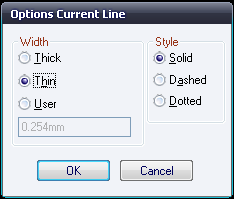 Options Current Line
Width
Thick
Thin
User
0.254mm
Style
Solid
Dashed
Dotted
OK
Cancel